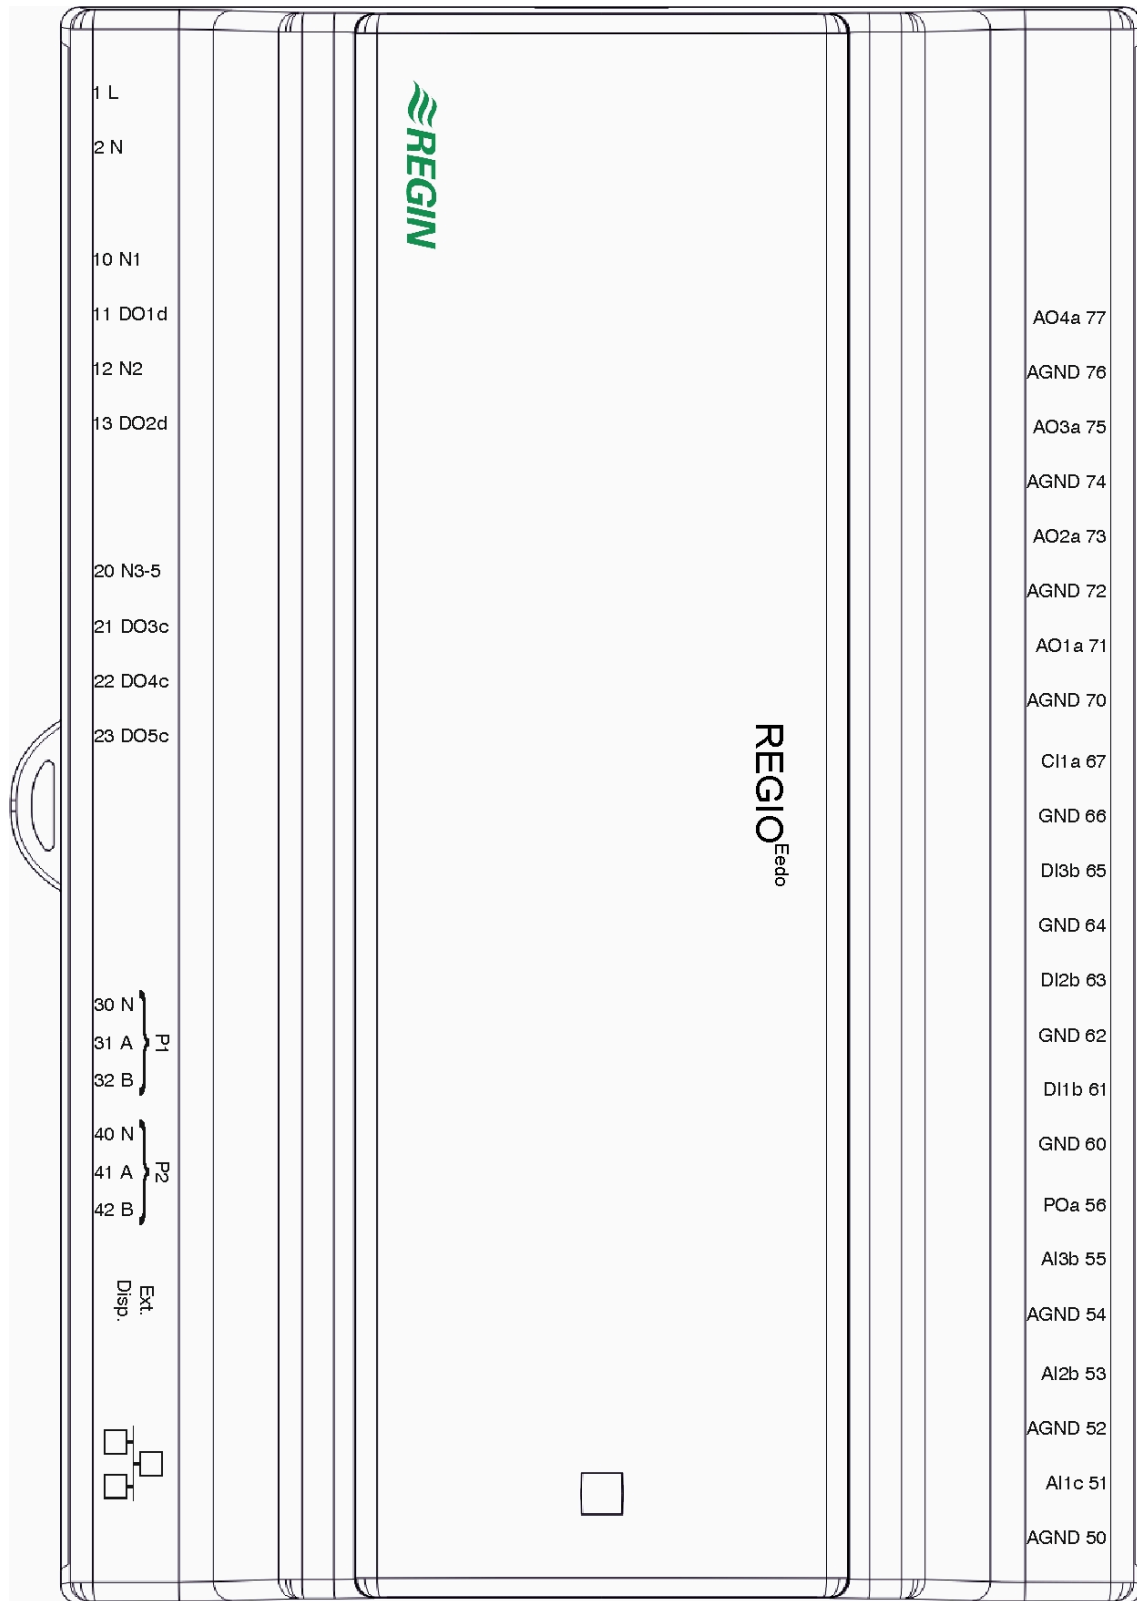 1 L
2 N
10 N1
11 DO1d
12 N2
13 DO2d
20 N3-5
21 DO3c
22 DO4c
23 DO5c
30 N
31 A
32 B
P1
40 N
41 A
42 B
P2
Ext.
Disp.
REGIN
REGIO Eedo
AO4a 77
AGND 76
AO3a 75
AGND 74
AO2a 73
AGND 72
AO1a 71
AGND 70
CI1a 67
GND 66
DI3b 65
GND 64
DI2b 63
GND 62
DI1b 61
GND 60
POa 56
AI3b 55
AGND 54
AI2b 53
AGND 52
AI1c 51
AGND 50